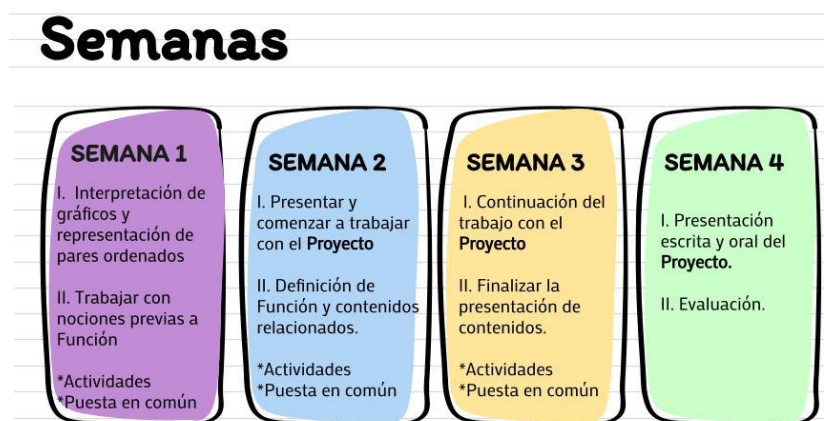 Semanas
SEMANA 1
I. Interpretación de
gráficos y
representación de
pares ordenados
II. Trabajar con
nociones previas a
Función
*Actividades
*Puesta en común
SEMANA 2
I. Presentar y
comenzar a trabajar
con el Proyecto
II. Definición de
Función y contenidos
relacionados.
*Actividades
*Puesta en común
SEMANA 3
I. Continuación del
trabajo con el
Proyecto
II. Finalizar la
presentación de
contenidos.
*Actividades
*Puesta en común
SEMANA 4
I. Presentación
escrita y oral del
Proyecto.
II. Evaluación.